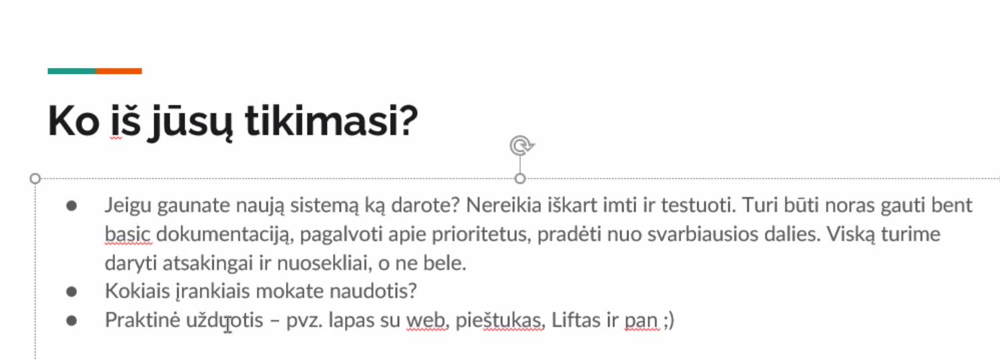 Ko iš jūsų tikimasi?
● Jeigu gaunate naują sistemą ką darote? Nereikia iškart imti ir testuoti. Turi būti noras gauti bent
basic dokumentaciją, pagalvoti apie prioritetus, pradėti nuo svarbiausios dalies. Viską turime
daryti atsakingai ir nuosekliai, o ne bele.
● Kokiais įrankiais mokate naudotis?
● Praktinė užduotis – pvz. lapas su web, pieštukas, Liftas ir pan ;)